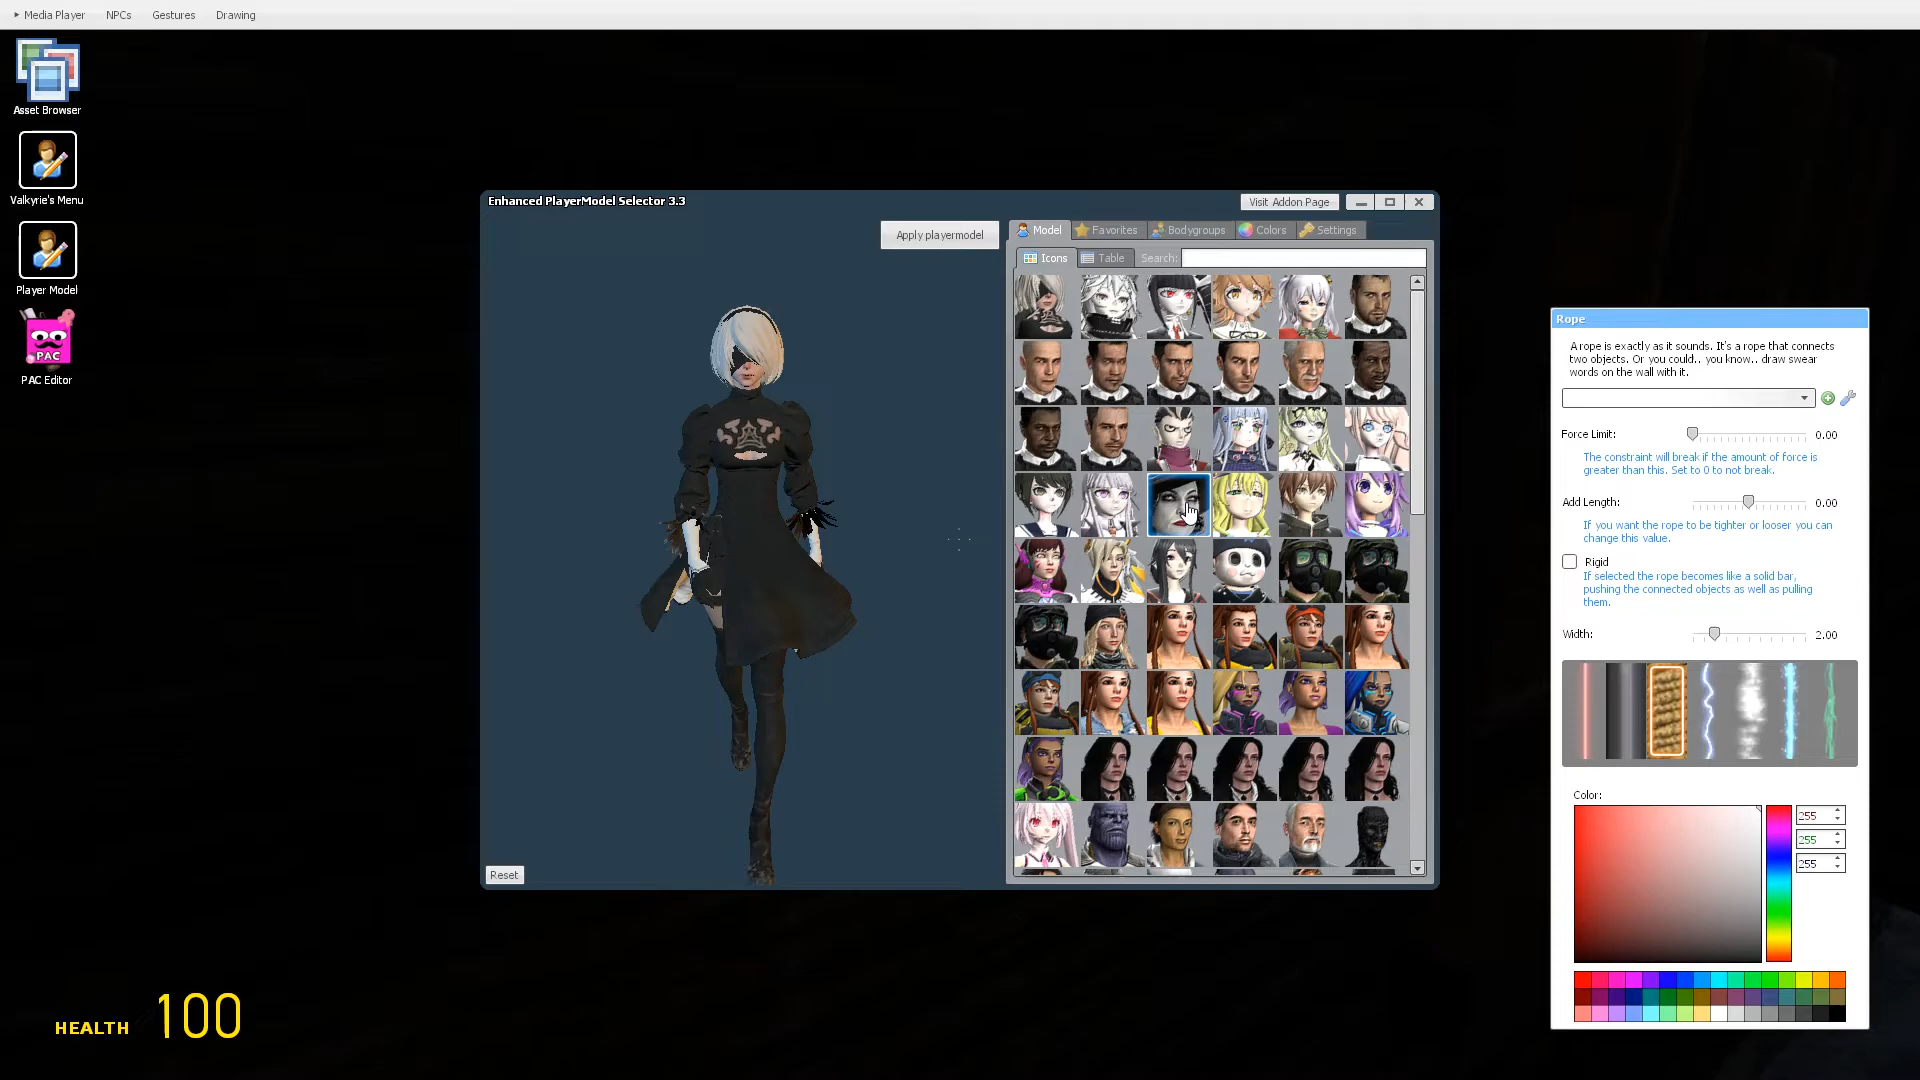 Media Player NPCs Gestures Drawing
Asset Browser
Valkyrie's Menu
Player Model
PAC
PAC Editor
Enhanced PlayerModel Selector 3.3
Visit Addon Page
Apply playermodel
Model Favorites Bodygroups Colors Settings
Icons Table Search:
Reset
Rope
A rope is exactly as it sounds. It's a rope that connects
two objects. Or you could.. you know.. draw swear
words on the wall with it.
Force Limit: 0.00
The constraint will break if the amount of force is
greater than this. Set to 0 to not break.
Add Length: 0.00
If you want the rope to be tighter or looser you can
change this value.
Rigid
If selected the rope becomes like a solid bar,
pushing the connected objects as well as pulling
them.
Width: 2.00
Color:
255
255
255
HEALTH 100